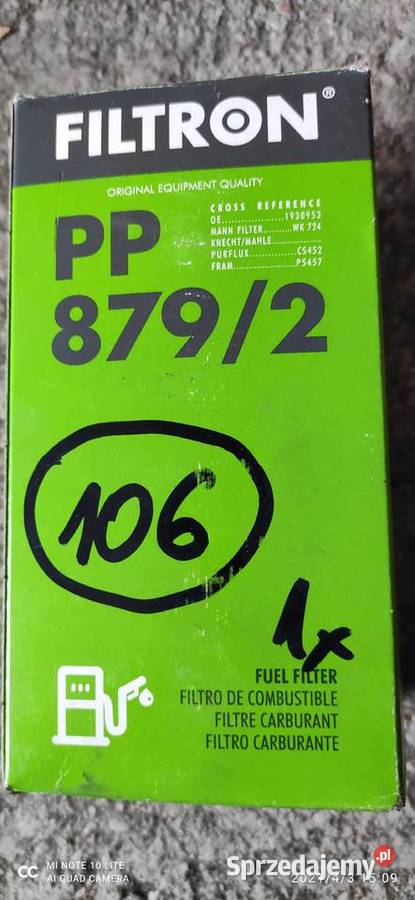 FILTRON®
ORIGINAL EQUIPMENT QUALITY
PP
879/2
CROSS REFERENCE
OE..................1930953
MANN FILTER.........WK 724
KNECHT/MAHLE...............
PURFLUX..............CS452
FRAM...................P5457
106
1x
FUEL FILTER
FILTRO DE COMBUSTIBLE
FILTRE CARBURANT
FILTRO CARBURANTE
MI NOTE 10 LITE
AI QUAD CAMERA
2021/4/3 15:09
Sprzedajemy.pl